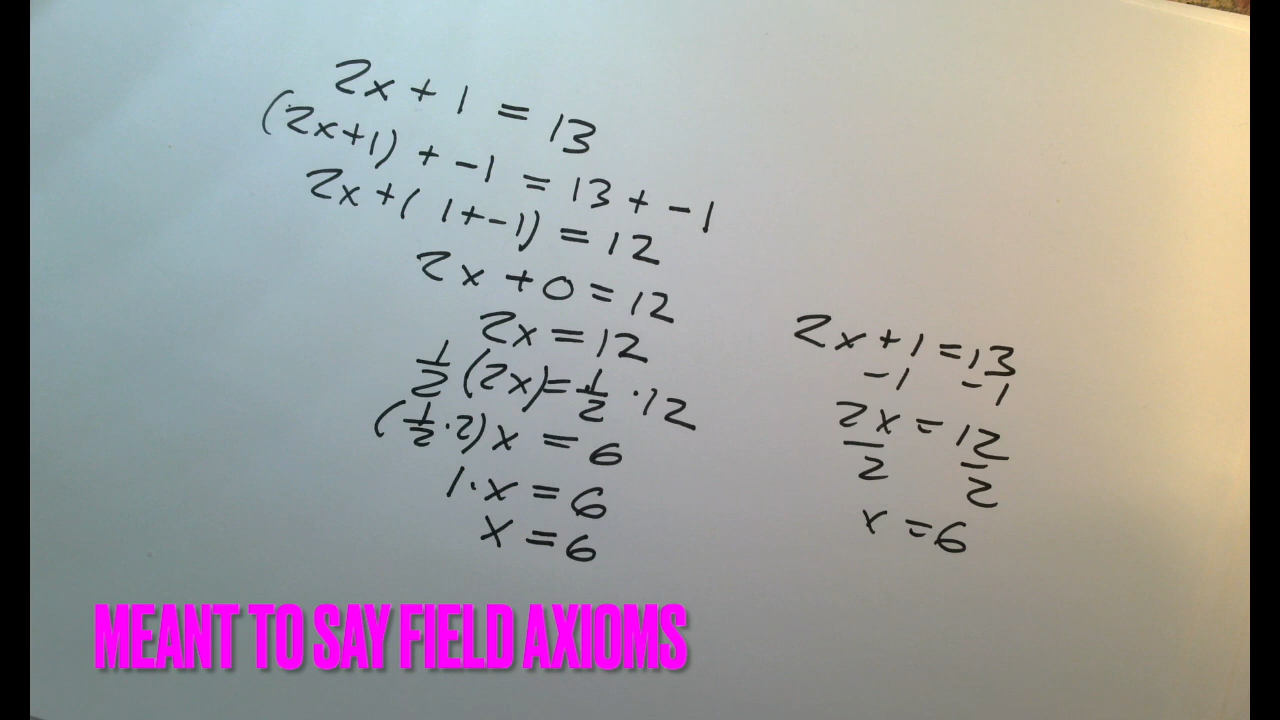 2x + 1 = 13
(2x+1) + -1 = 13 + -1
2x + ( 1 + -1) = 12
2x + 0 = 12
2x = 12
1/2 (2x) = 1/2 · 12
(1/2 · 2)x = 6
1 · x = 6
x = 6
2x + 1 = 13
-1 -1
2x = 12
2 2
x = 6
MEANT TO SAY FIELD AXIOMS